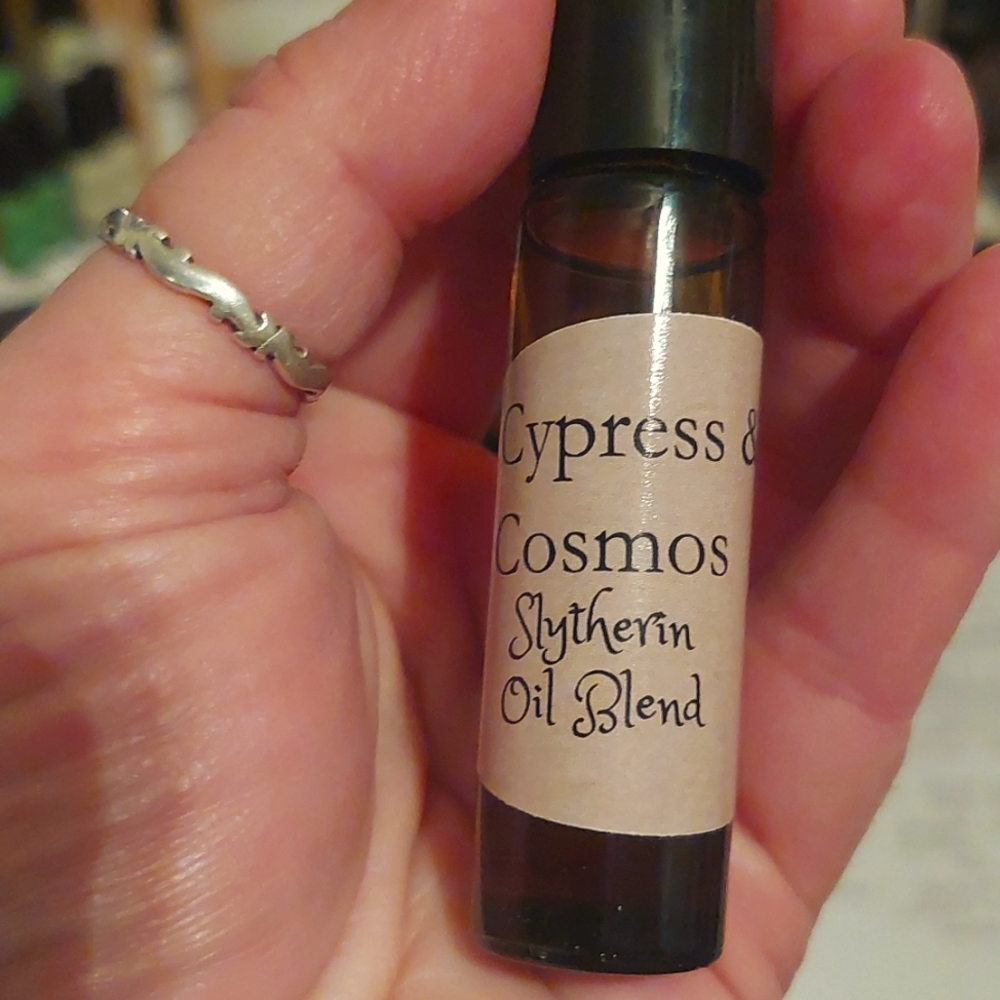 Cypress &
Cosmos
Slytherin
Oil Blend